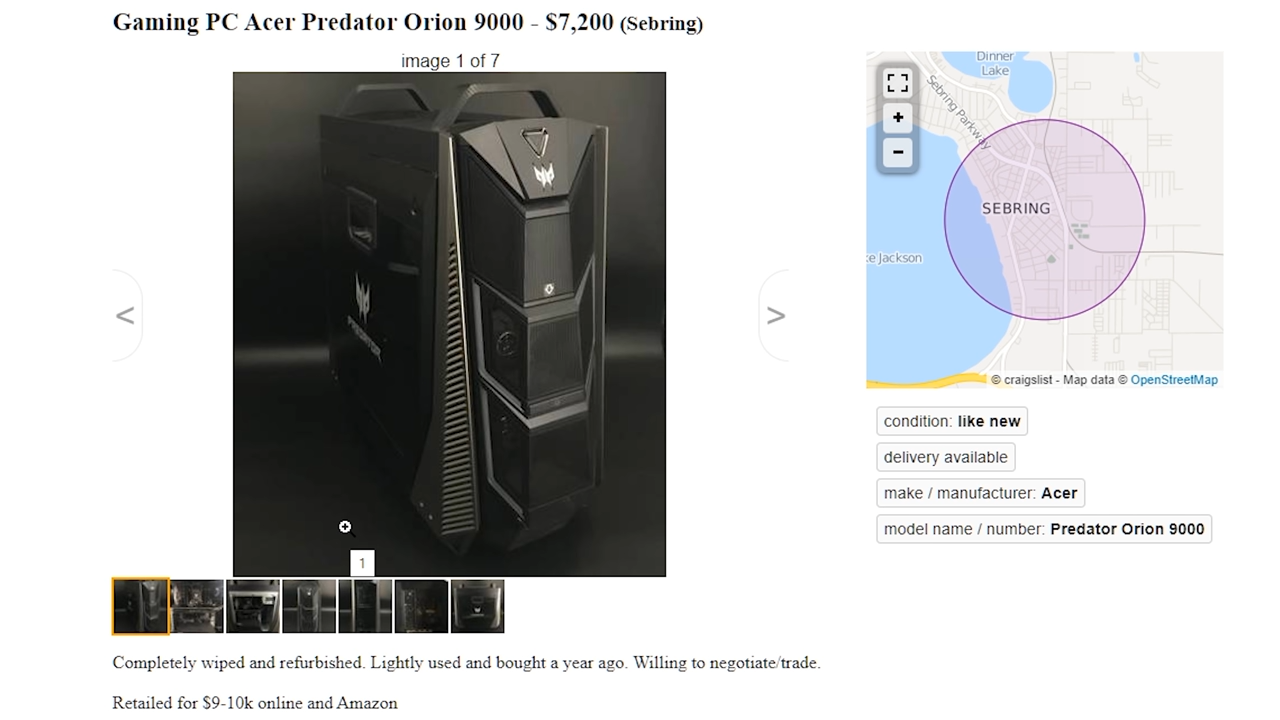 Gaming PC Acer Predator Orion 9000 - $7,200 (Sebring)
image 1 of 7
<
PREDATOR
1
>
Completely wiped and refurbished. Lightly used and bought a year ago. Willing to negotiate/trade.
Retailed for $9-10k online and Amazon
Dinner
Lake
Sebring Parkway
+
−
SEBRING
ke Jackson
© craigslist - Map data © OpenStreetMap
condition: like new
delivery available
make / manufacturer: Acer
model name / number: Predator Orion 9000